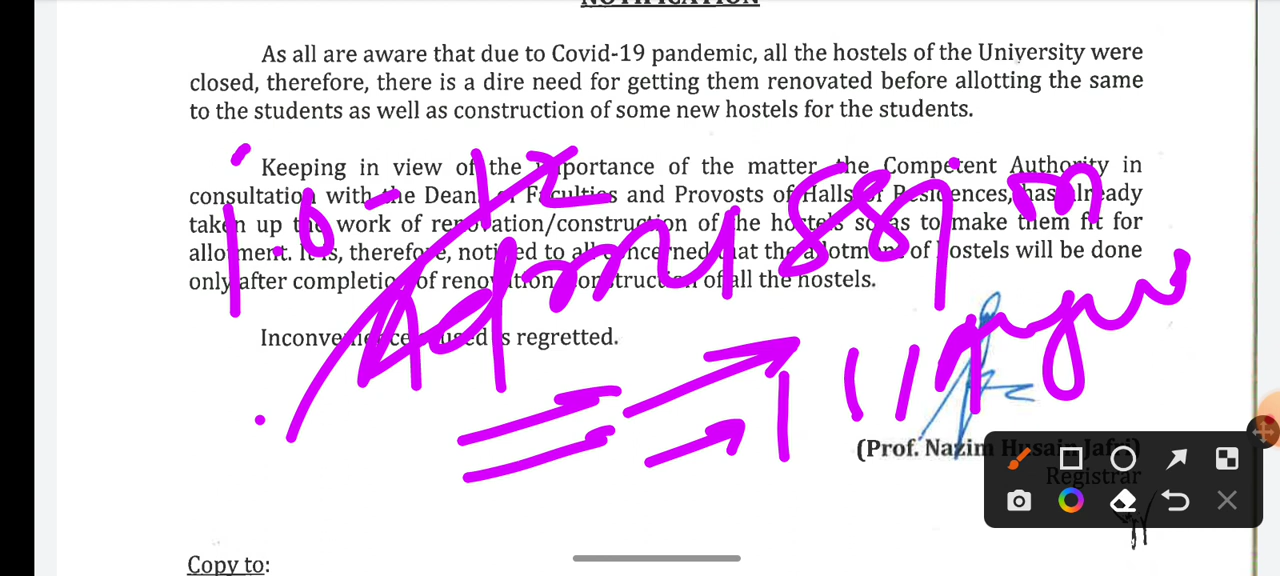 NOTIFICATION
As all are aware that due to Covid-19 pandemic, all the hostels of the University were
closed, therefore, there is a dire need for getting them renovated before allotting the same
to the students as well as construction of some new hostels for the students.
Keeping in view of the importance of the matter, the Competent Authority in
consultation with the Deans of Faculties and Provosts of Halls of Residences, has already
taken up the work of renovation/construction of the hostels so as to make them fit for
allotment. It is, therefore, notified to all concerned that the allotment of hostels will be done
only after completion of renovation/construction of all the hostels.
Inconvenience caused is regretted.
Admission
(Prof. Nazim Husain Jafri)
Registrar
Copy to: